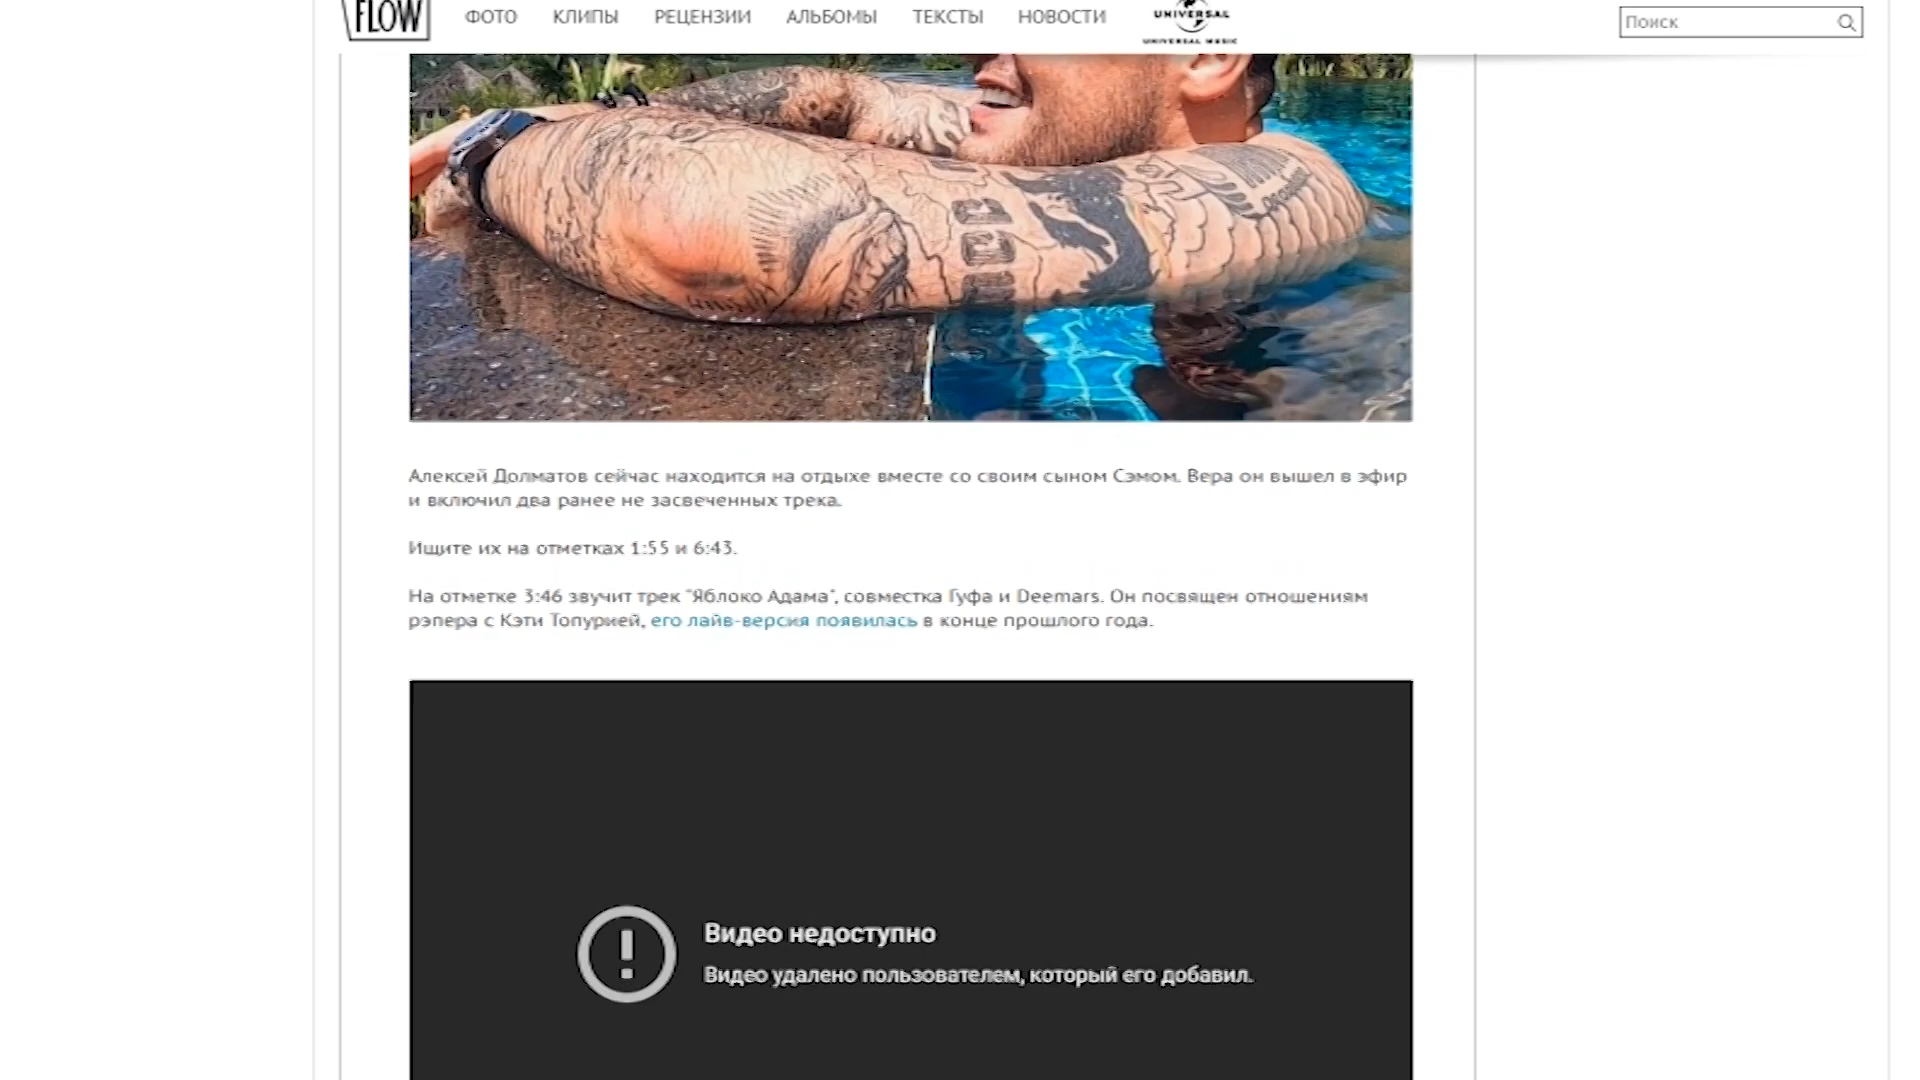 FLOW
ФОТО КЛИПЫ РЕЦЕНЗИИ АЛЬБОМЫ ТЕКСТЫ НОВОСТИ
UNIVERSAL
UNIVERSAL MUSIC
Поиск
Алексей Долматов сейчас находится на отдыхе вместе со своим сыном Сэмом. Вера он вышел в эфир
и включил два ранее не засвеченных трека.
Ищите их на отметках 1:55 и 6:43.
На отметке 3:46 звучит трек "Яблоко Адама", совместка Гуфа и Deemars. Он посвящен отношениям
рэпера с Кэти Топурией, его лайв-версия появилась в конце прошлого года.
Видео недоступно
Видео удалено пользователем, который его добавил.